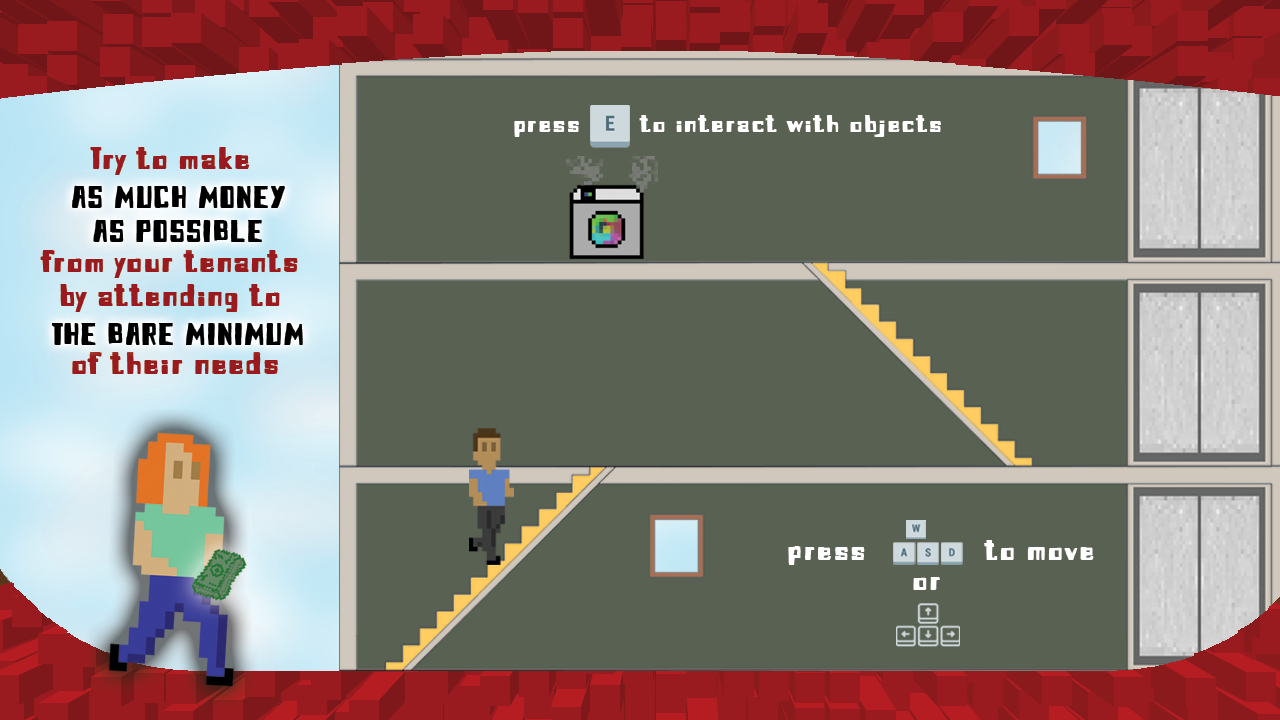 Try to make
AS MUCH MONEY
AS POSSIBLE
from your tenants
by attending to
THE BARE MINIMUM
of their needs
press E to interact with objects
W
press A S D to move
or
↑
← ↓ →